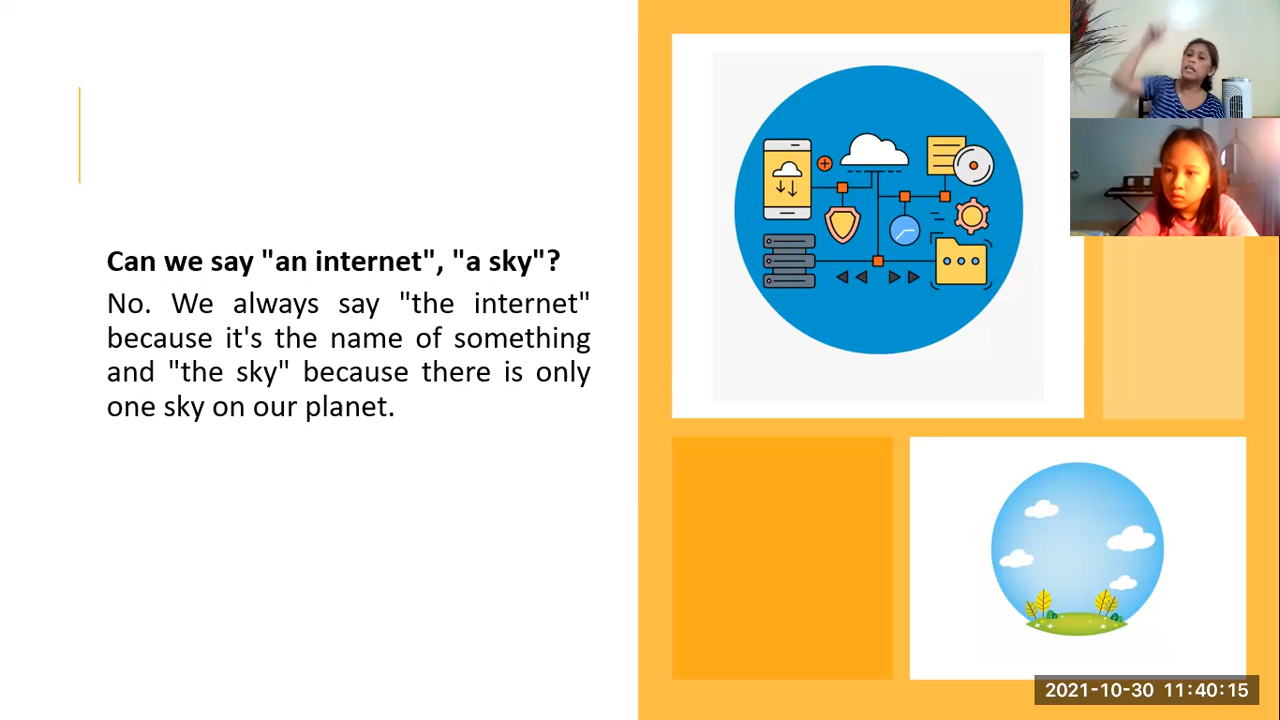 Can we say "an internet", "a sky"?
No. We always say "the internet"
because it's the name of something
and "the sky" because there is only
one sky on our planet.
2021-10-30 11:40:15